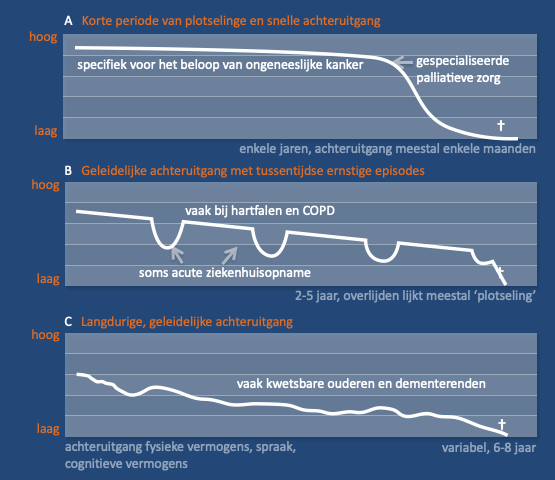 A Korte periode van plotselinge en snelle achteruitgang
hoog
specifiek voor het beloop van ongeneeslijke kanker
gespecialiseerde
palliatieve zorg
laag
enkele jaren, achteruitgang meestal enkele maanden
B Geleidelijke achteruitgang met tussentijdse ernstige episodes
hoog
vaak bij hartfalen en COPD
soms acute ziekenhuisopname
laag
2-5 jaar, overlijden lijkt meestal ‘plotseling’
C Langdurige, geleidelijke achteruitgang
hoog
vaak kwetsbare ouderen en dementerenden
laag
achteruitgang fysieke vermogens, spraak,
cognitieve vermogens
variabel, 6-8 jaar